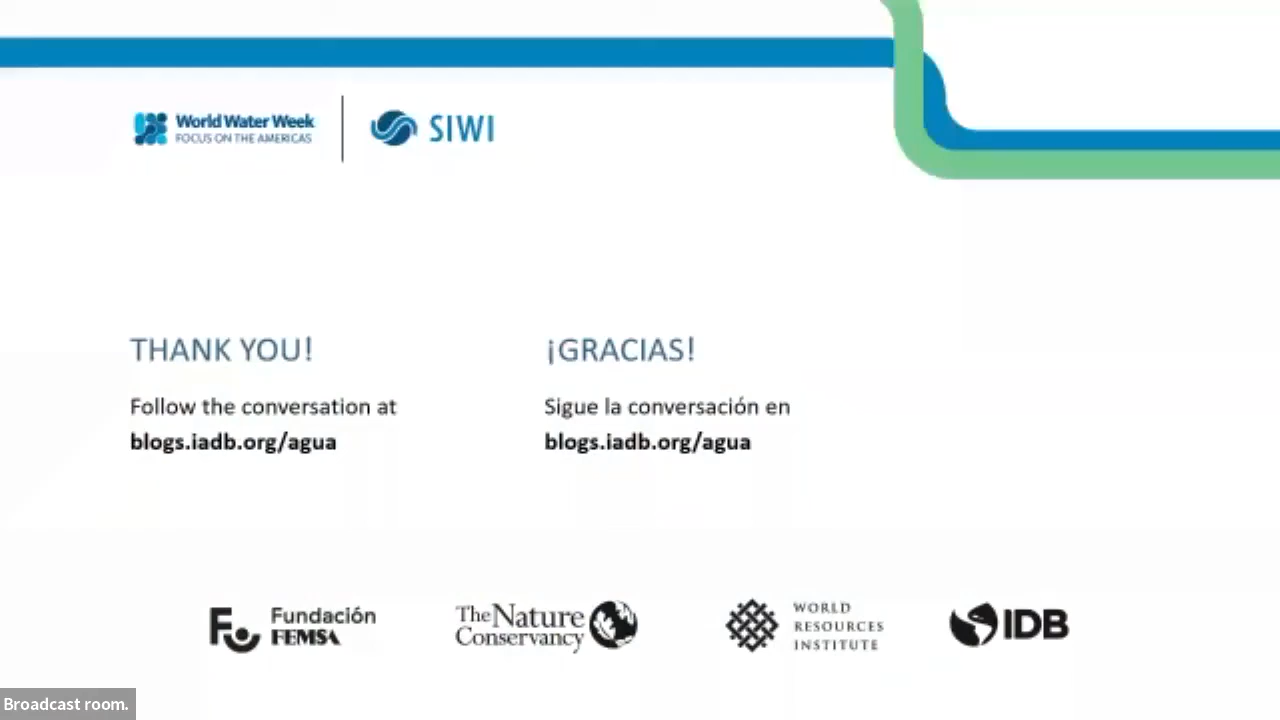 World Water Week
FOCUS ON THE AMERICAS
SIWI
THANK YOU!
Follow the conversation at
blogs.iadb.org/agua
¡GRACIAS!
Sigue la conversación en
blogs.iadb.org/agua
Fundación
FEMSA
The Nature
Conservancy
WORLD
RESOURCES
INSTITUTE
IDB
Broadcast room.